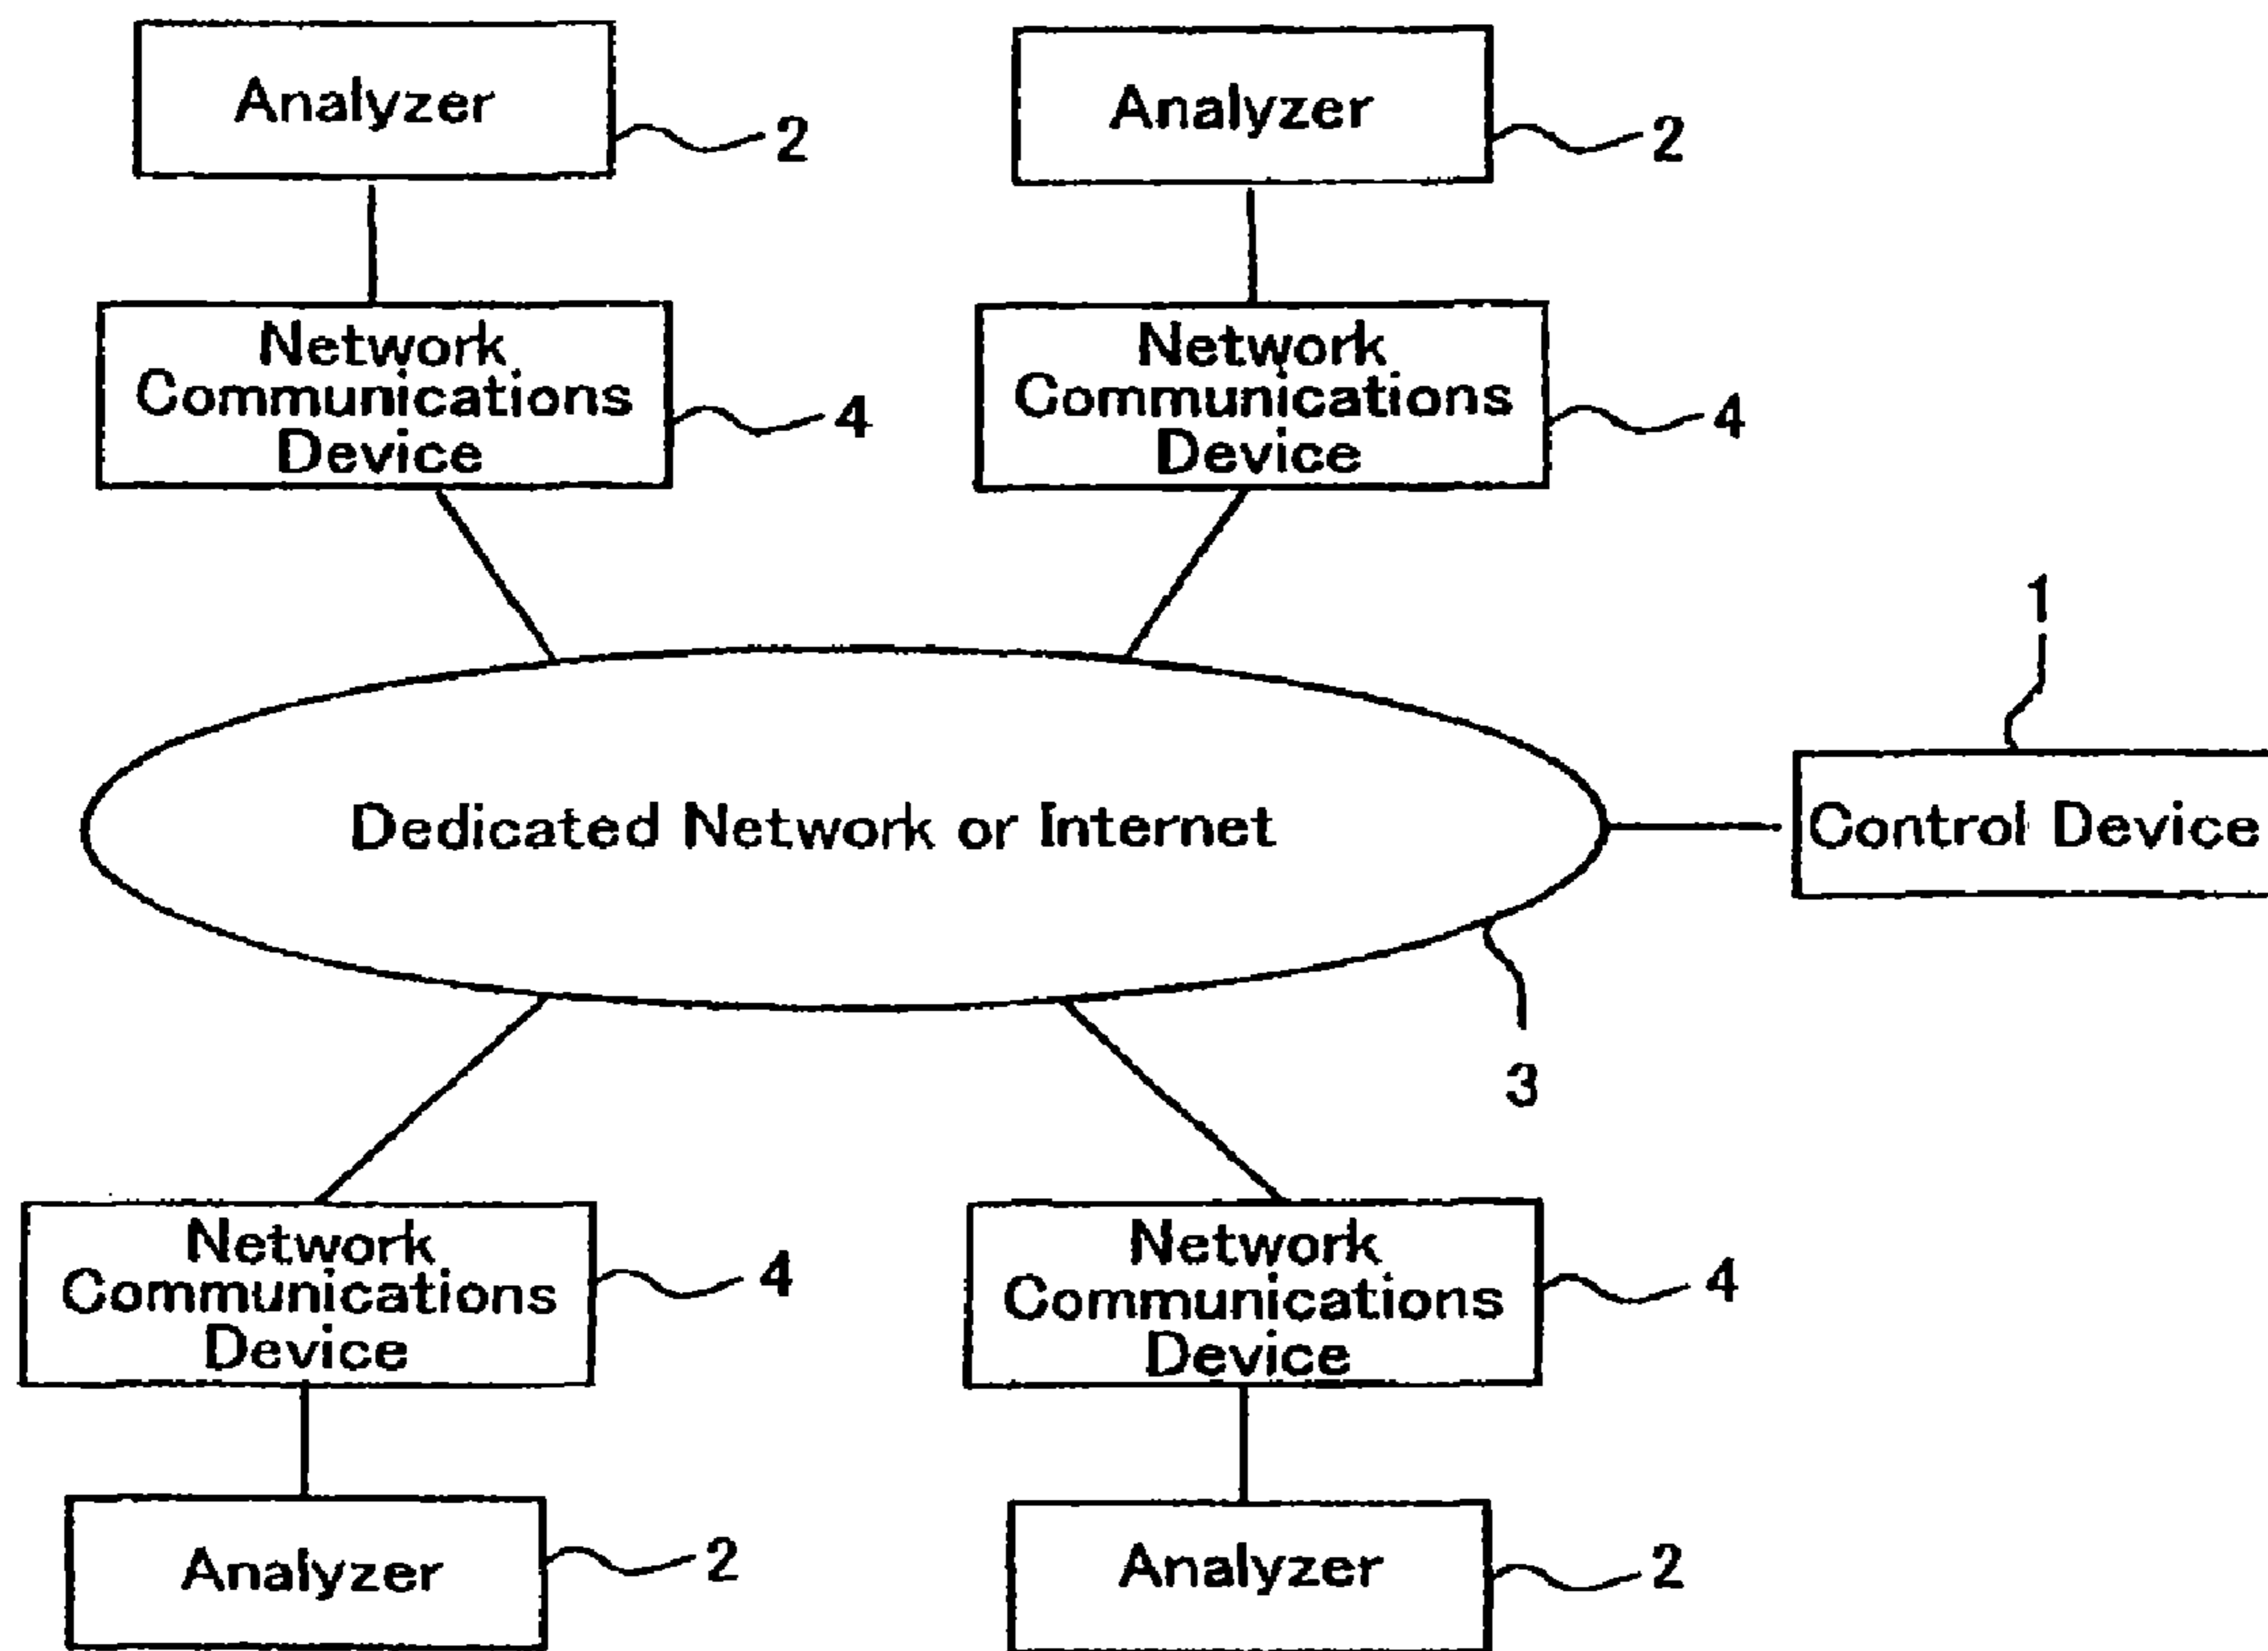 Analyzer
2
Analyzer
2
Network
Communications
Device
4
Network
Communications
Device
4
1
Dedicated Network or Internet
Control Device
3
Network
Communications
Device
4
Network
Communications
Device
4
Analyzer
2
Analyzer
2